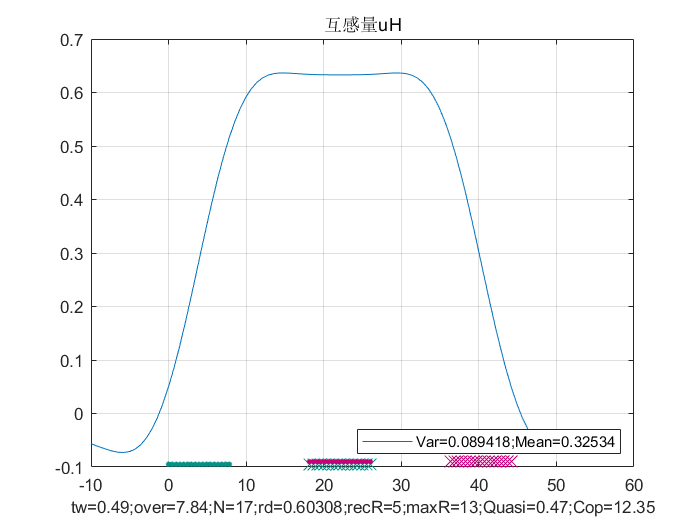 互感量uH
0.7
0.6
0.5
0.4
0.3
0.2
0.1
0
-0.1
Var=0.089418;Mean=0.32534
-10 0 10 20 30 40 50 60
tw=0.49;over=7.84;N=17;rd=0.60308;recR=5;maxR=13;Quasi=0.47;Cop=12.35